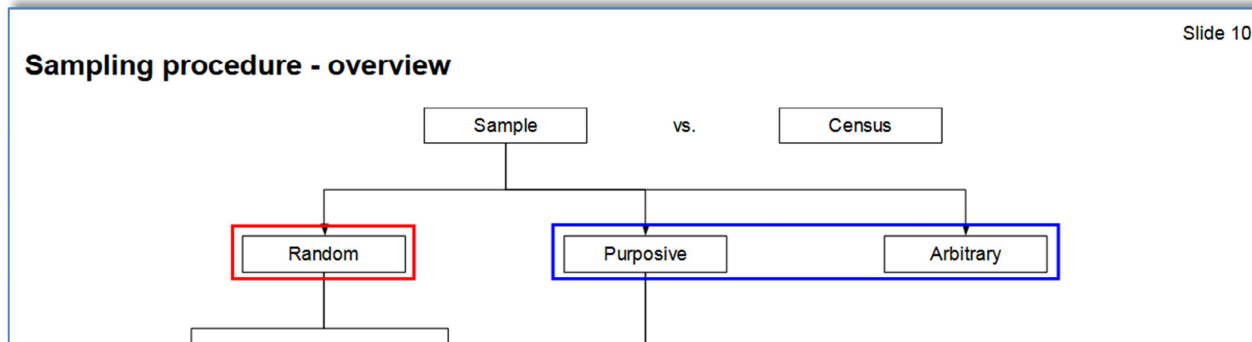 Slide 10
Sampling procedure - overview
Sample vs. Census
Random Purposive Arbitrary